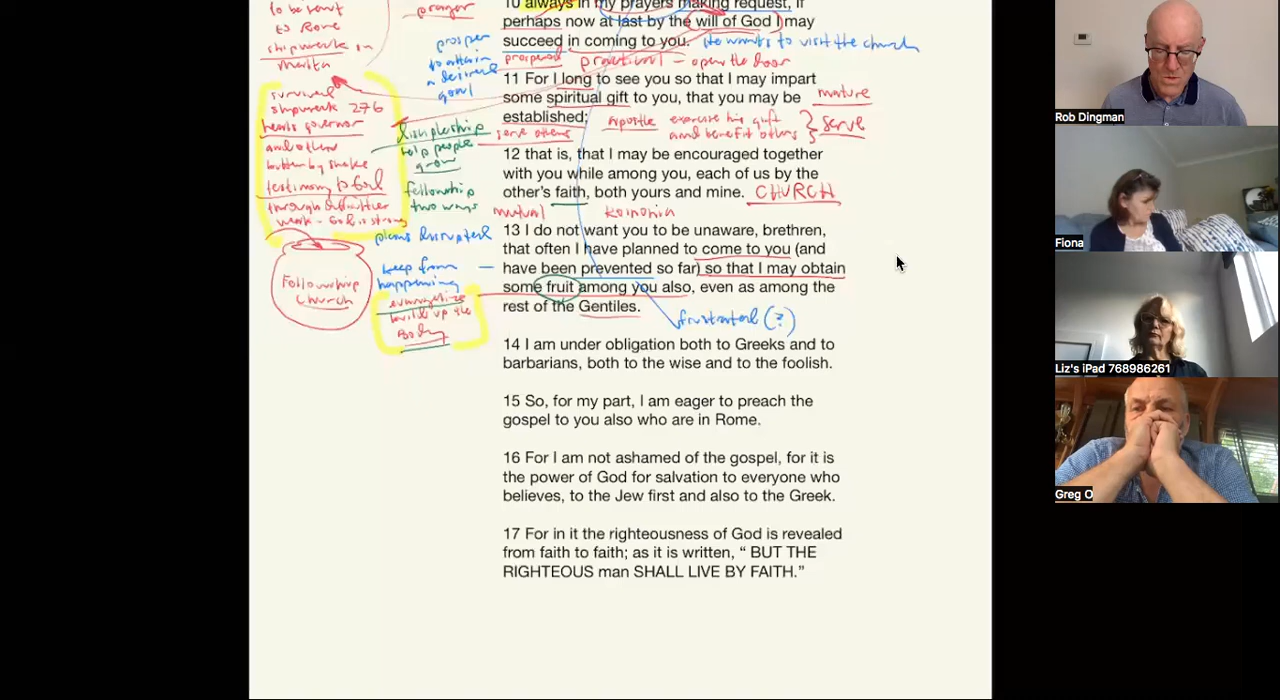 to be sent
to Rome
shipwreck in
Malta
prayer
10 always in my prayers making request, if
perhaps now at last by the will of God I may
succeed in coming to you. He wants to visit the church
prosper
to attain
a desired
goal
prospered practical – open the door
11 For I long to see you so that I may impart
some spiritual gift to you, that you may be mature
established; Apostle exercise his gift
and benefit others } serve
survived
shipwreck 276
heals governor
and others
bitten by snake
testimony to God
through difficulties
work - God is strong
discipleship serve others
help people
grow
fellowship
two ways
12 that is, that I may be encouraged together
with you while among you, each of us by the
other's faith, both yours and mine. CHURCH
mutual koinonia
plans disrupted
13 I do not want you to be unaware, brethren,
that often I have planned to come to you (and
have been prevented so far) so that I may obtain
some fruit among you also, even as among the
rest of the Gentiles. frustrated (?)
keep from —
happening
Fellowship
Church
evangelize
build up the
Body
14 I am under obligation both to Greeks and to
barbarians, both to the wise and to the foolish.
15 So, for my part, I am eager to preach the
gospel to you also who are in Rome.
16 For I am not ashamed of the gospel, for it is
the power of God for salvation to everyone who
believes, to the Jew first and also to the Greek.
17 For in it the righteousness of God is revealed
from faith to faith; as it is written, “ BUT THE
RIGHTEOUS man SHALL LIVE BY FAITH.”
Rob Dingman
Fiona
Liz's iPad 768986261
Greg O